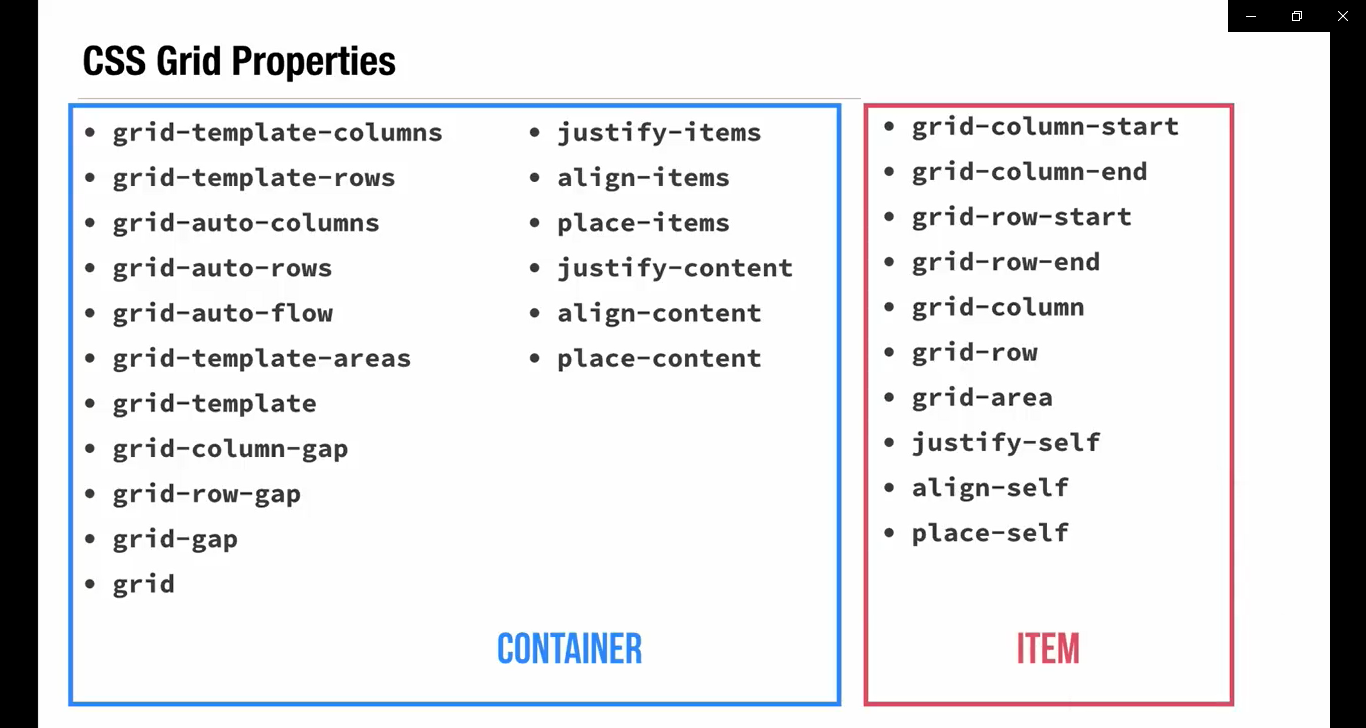 CSS Grid Properties
• grid-template-columns
• grid-template-rows
• grid-auto-columns
• grid-auto-rows
• grid-auto-flow
• grid-template-areas
• grid-template
• grid-column-gap
• grid-row-gap
• grid-gap
• grid
• justify-items
• align-items
• place-items
• justify-content
• align-content
• place-content
CONTAINER
• grid-column-start
• grid-column-end
• grid-row-start
• grid-row-end
• grid-column
• grid-row
• grid-area
• justify-self
• align-self
• place-self
ITEM